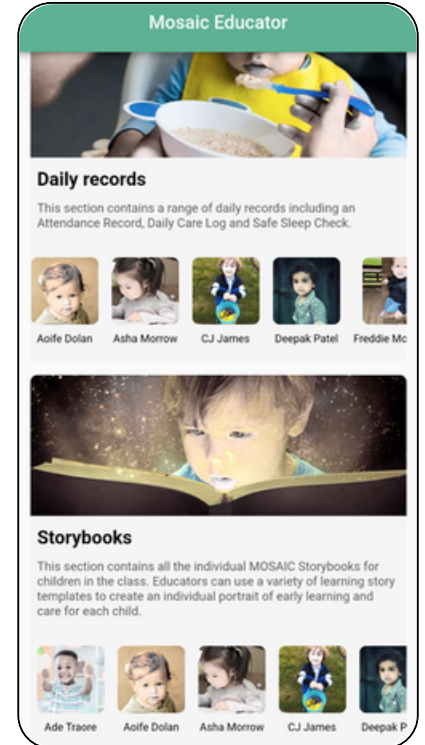 Mosaic Educator
Daily records
This section contains a range of daily records including an
Attendance Record, Daily Care Log and Safe Sleep Check.
Aoife Dolan Asha Morrow CJ James Deepak Patel Freddie Mc
Storybooks
This section contains all the individual MOSAIC Storybooks for
children in the class. Educators can use a variety of learning story
templates to create an individual portrait of early learning and
care for each child.
Ade Traore Aoife Dolan Asha Morrow CJ James Deepak P